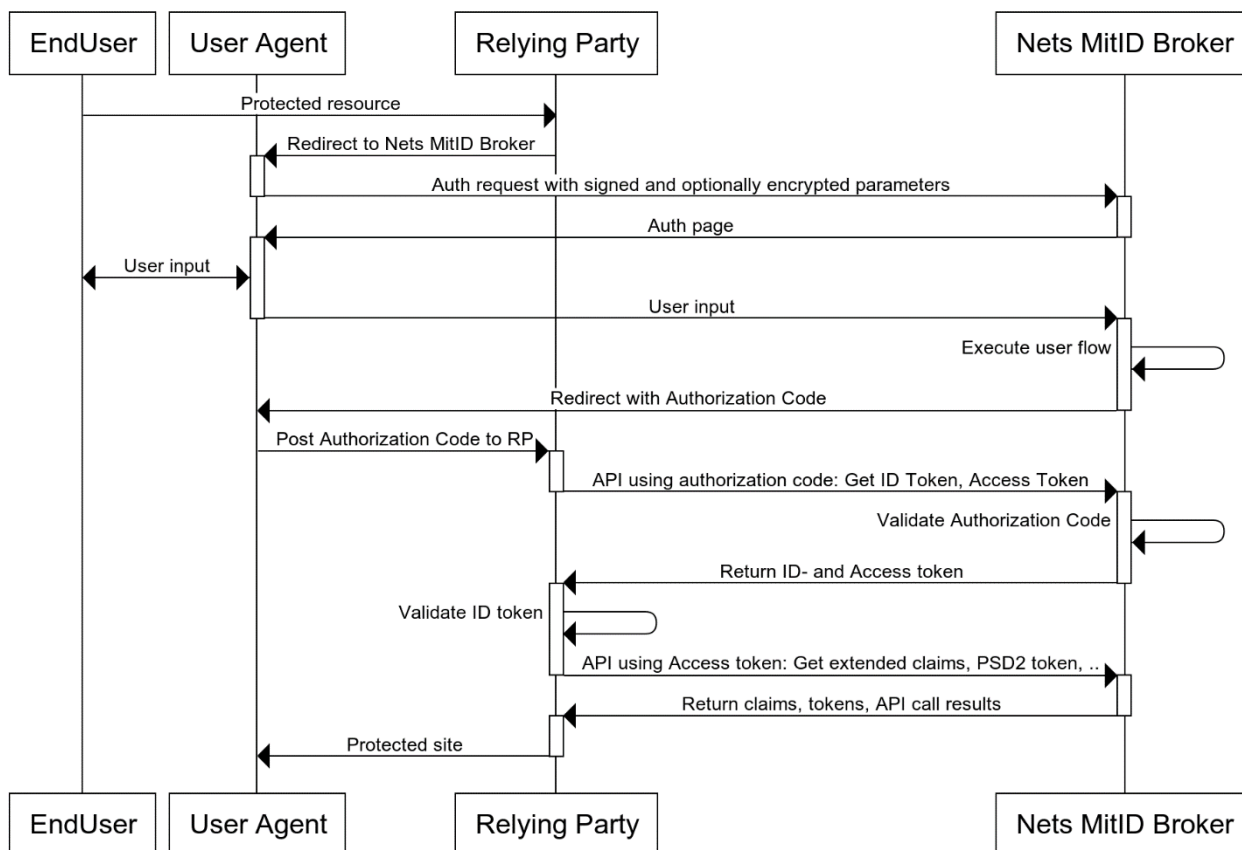 EndUser
User Agent
Relying Party
Nets MitID Broker
Protected resource
Redirect to Nets MitID Broker
Auth request with signed and optionally encrypted parameters
Auth page
User input
User input
Execute user flow
Redirect with Authorization Code
Post Authorization Code to RP
API using authorization code: Get ID Token, Access Token
Validate Authorization Code
Return ID- and Access token
Validate ID token
API using Access token: Get extended claims, PSD2 token, ..
Return claims, tokens, API call results
Protected site
EndUser
User Agent
Relying Party
Nets MitID Broker